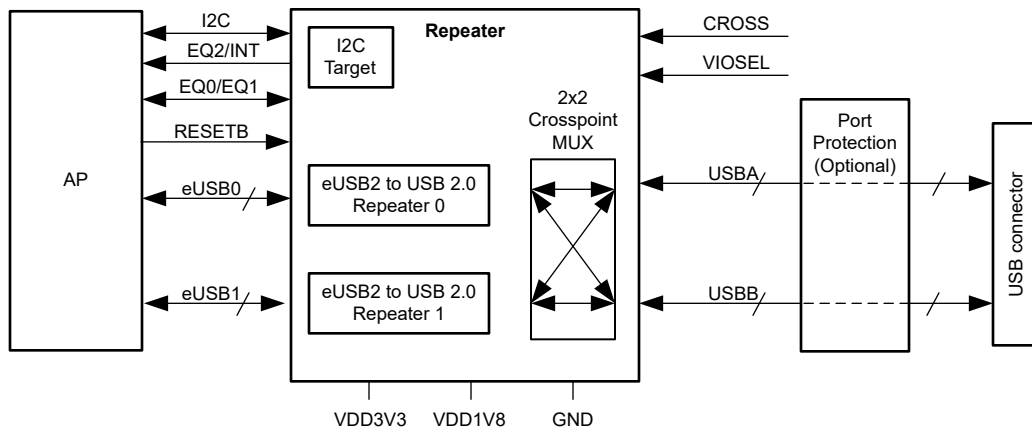 I2C
EQ2/INT
EQ0/EQ1
RESETB
AP
eUSB0
eUSB1
Repeater
I2C
Target
2x2
Crosspoint
MUX
eUSB2 to USB 2.0
Repeater 0
eUSB2 to USB 2.0
Repeater 1
CROSS
VIOSEL
USBA
USBB
Port
Protection
(Optional)
USB connector
VDD3V3
VDD1V8
GND